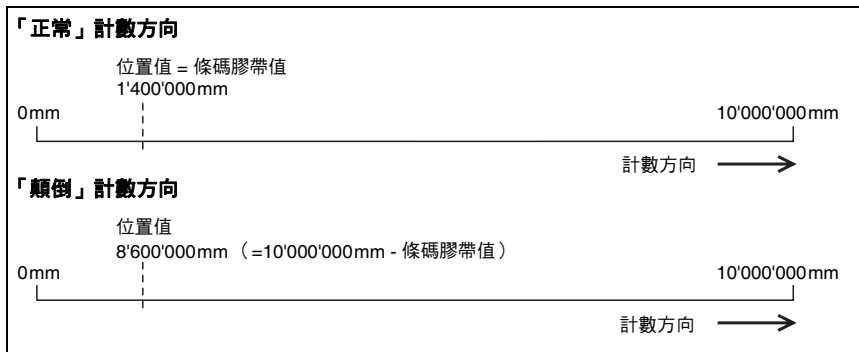 「正常」計數方向
位置值 = 條碼膠帶值
1'400'000mm
0mm
10'000'000mm
計數方向
「顛倒」計數方向
位置值
8'600'000mm（=10'000'000mm - 條碼膠帶值）
0mm
10'000'000mm
計數方向